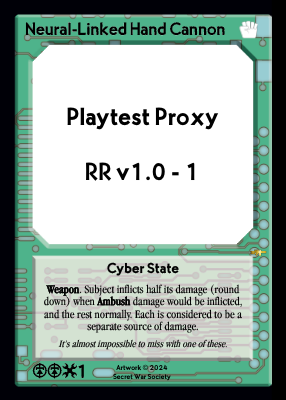 Neural-Linked Hand Cannon
Playtest Proxy
RR v1.0 - 1
Cyber State
Weapon. Subject inflicts half its damage (round
down) when Ambush damage would be inflicted,
and the rest normally. Each is considered to be a
separate source of damage.
It's almost impossible to miss with one of these.
1
Artwork © 2024
Secret War Society